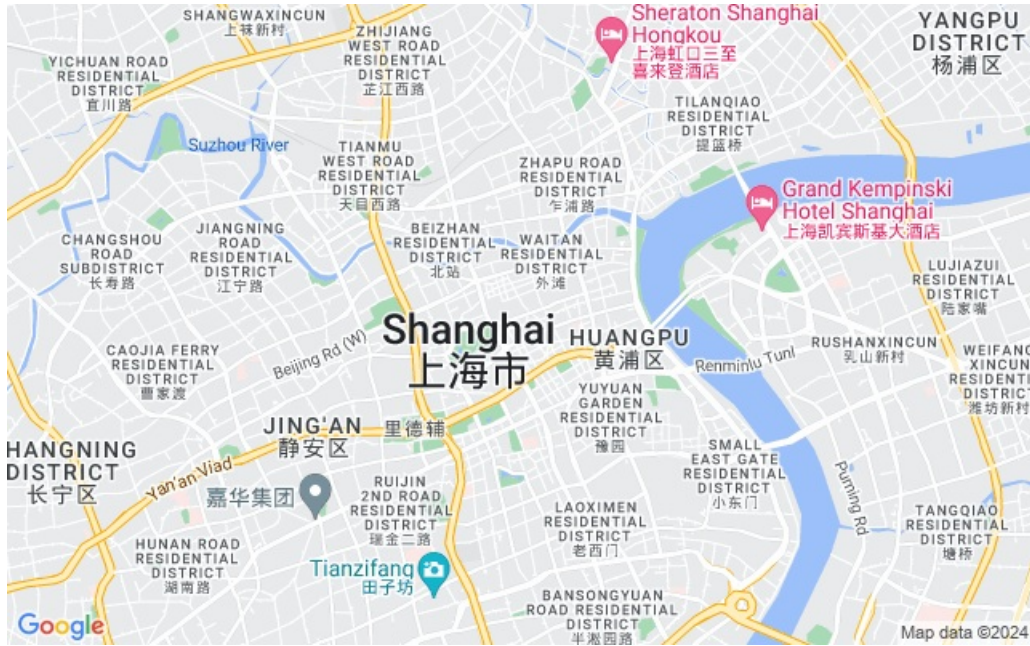 SHANGWAXINCUN
上袜新村
Sheraton Shanghai
Hongkou
上海虹口三至
喜来登酒店
YANGPU
DISTRICT
杨浦区
ZHIJIANG
WEST ROAD
RESIDENTIAL
DISTRICT
芷江西路
YICHUAN ROAD
RESIDENTIAL
DISTRICT
宜川路
TILANQIAO
RESIDENTIAL
DISTRICT
提篮桥
Suzhou River
TIANMU
WEST ROAD
RESIDENTIAL
DISTRICT
天目西路
ZHAPU ROAD
RESIDENTIAL
DISTRICT
乍浦路
Grand Kempinski
Hotel Shanghai
上海凯宾斯基大酒店
CHANGSHOU
ROAD
SUBDISTRICT
长寿路
JIANGNING
ROAD
RESIDENTIAL
DISTRICT
江宁路
BEIZHAN
RESIDENTIAL
DISTRICT
北站
WAITAN
RESIDENTIAL
DISTRICT
外滩
LUJIAZUI
RESIDENTIAL
DISTRICT
陆家嘴
Shanghai
上海市
HUANGPU
黄浦区
RUSHANXINCUN
乳山新村
CAOJIA FERRY
RESIDENTIAL
DISTRICT
曹家渡
Beijing Rd (W)
Renminlu Tunl
WEIFANG
XINCUN
RESIDENTI
DISTRIC
潍坊新村
YUYUAN
GARDEN
RESIDENTIAL
DISTRICT
豫园
JING'AN
静安区
里德辅
HANGNING
DISTRICT
长宁区
Yan'an Viad
SMALL
EAST GATE
RESIDENTIAL
DISTRICT
小东门
嘉华集团
RUIJIN
2ND ROAD
RESIDENTIAL
DISTRICT
瑞金二路
Puming Rd
LAOXIMEN
RESIDENTIAL
DISTRICT
老西门
TANGQIAO
RESIDENTIAL
DISTRICT
塘桥
HUNAN ROAD
RESIDENTIAL
DISTRICT
湖南路
Tianzifang
田子坊
BANSONGYUAN
ROAD RESIDENTIAL
DISTRICT
半淞园路
Google
Map data ©2024